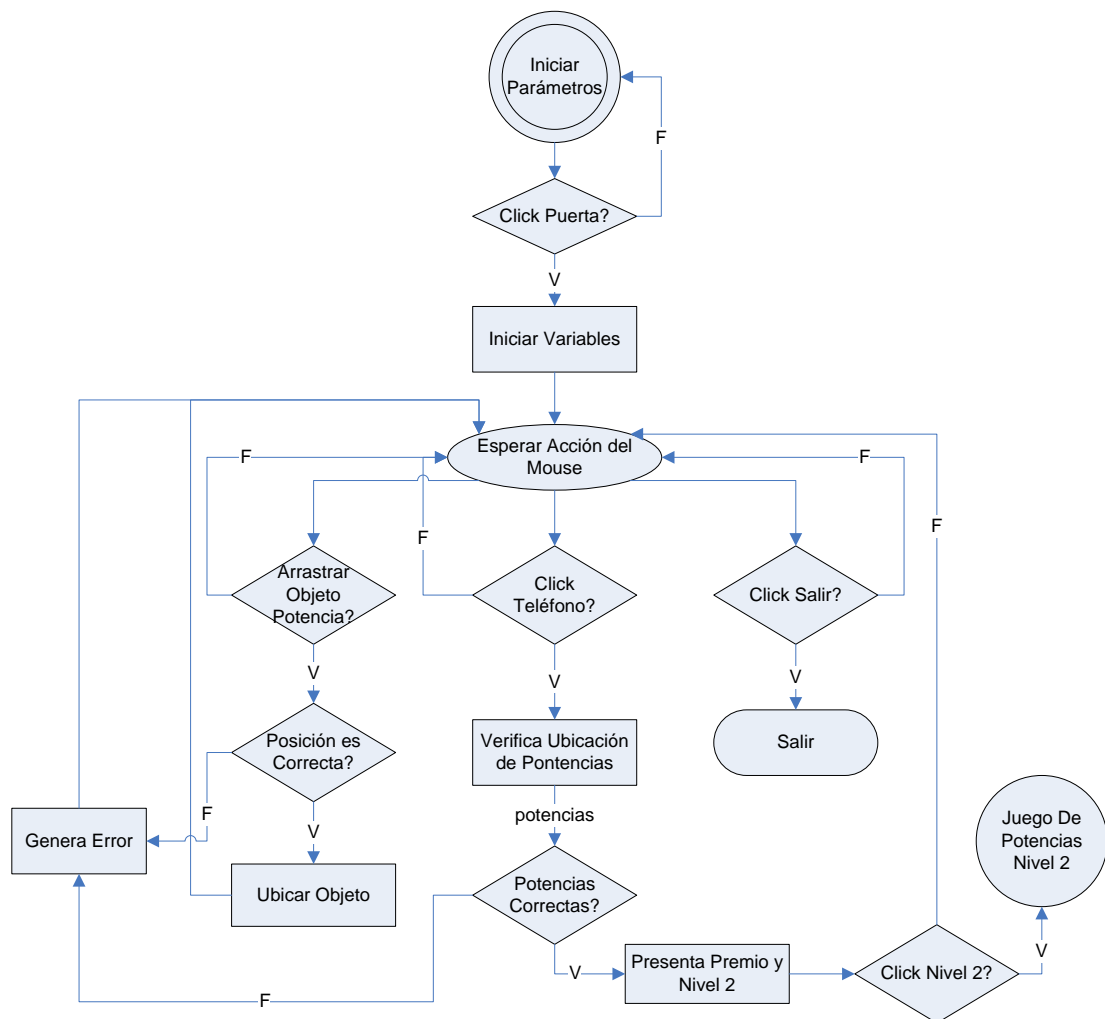 Iniciar
Parámetros
F
Click Puerta?
V
Iniciar Variables
Esperar Acción del
Mouse
F
F
F
F
Arrastrar
Objeto
Potencia?
Click
Teléfono?
Click Salir?
V
V
V
Posición es
Correcta?
Verifica Ubicación
de Pontencias
Salir
F
V
potencias
Genera Error
Juego De
Potencias
Nivel 2
Ubicar Objeto
Potencias
Correctas?
V
F
Presenta Premio y
Nivel 2
Click Nivel 2?
V